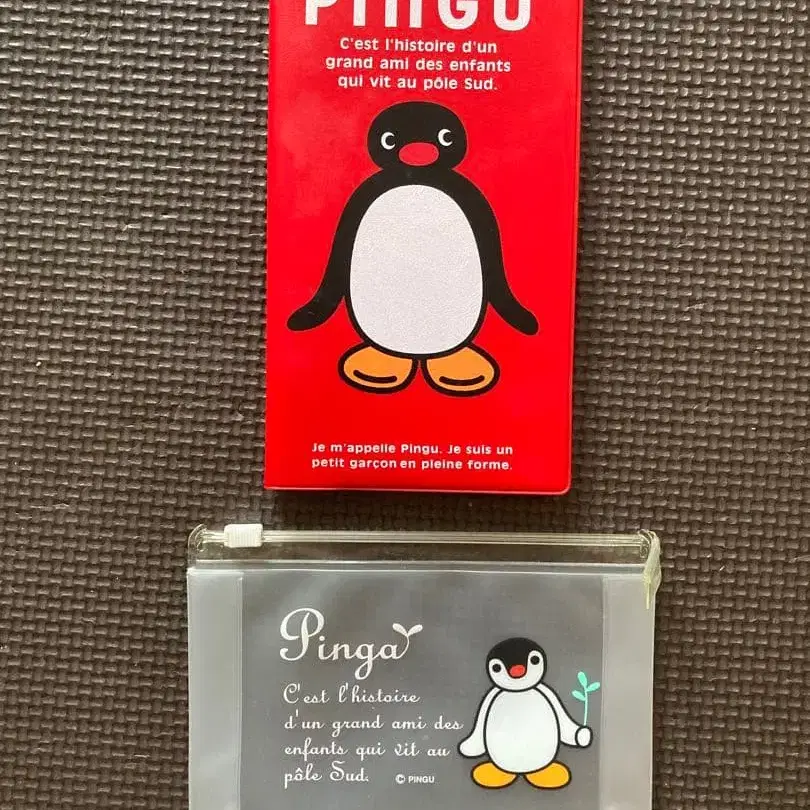 PINGU
C'est l'histoire d'un
grand ami des enfants
qui vit au pôle Sud.
Je m'appelle Pingu. Je suis un
petit garçon en pleine forme.
Pinga
C'est l'histoire
d'un grand ami des
enfants qui vit au
pôle Sud. © PINGU